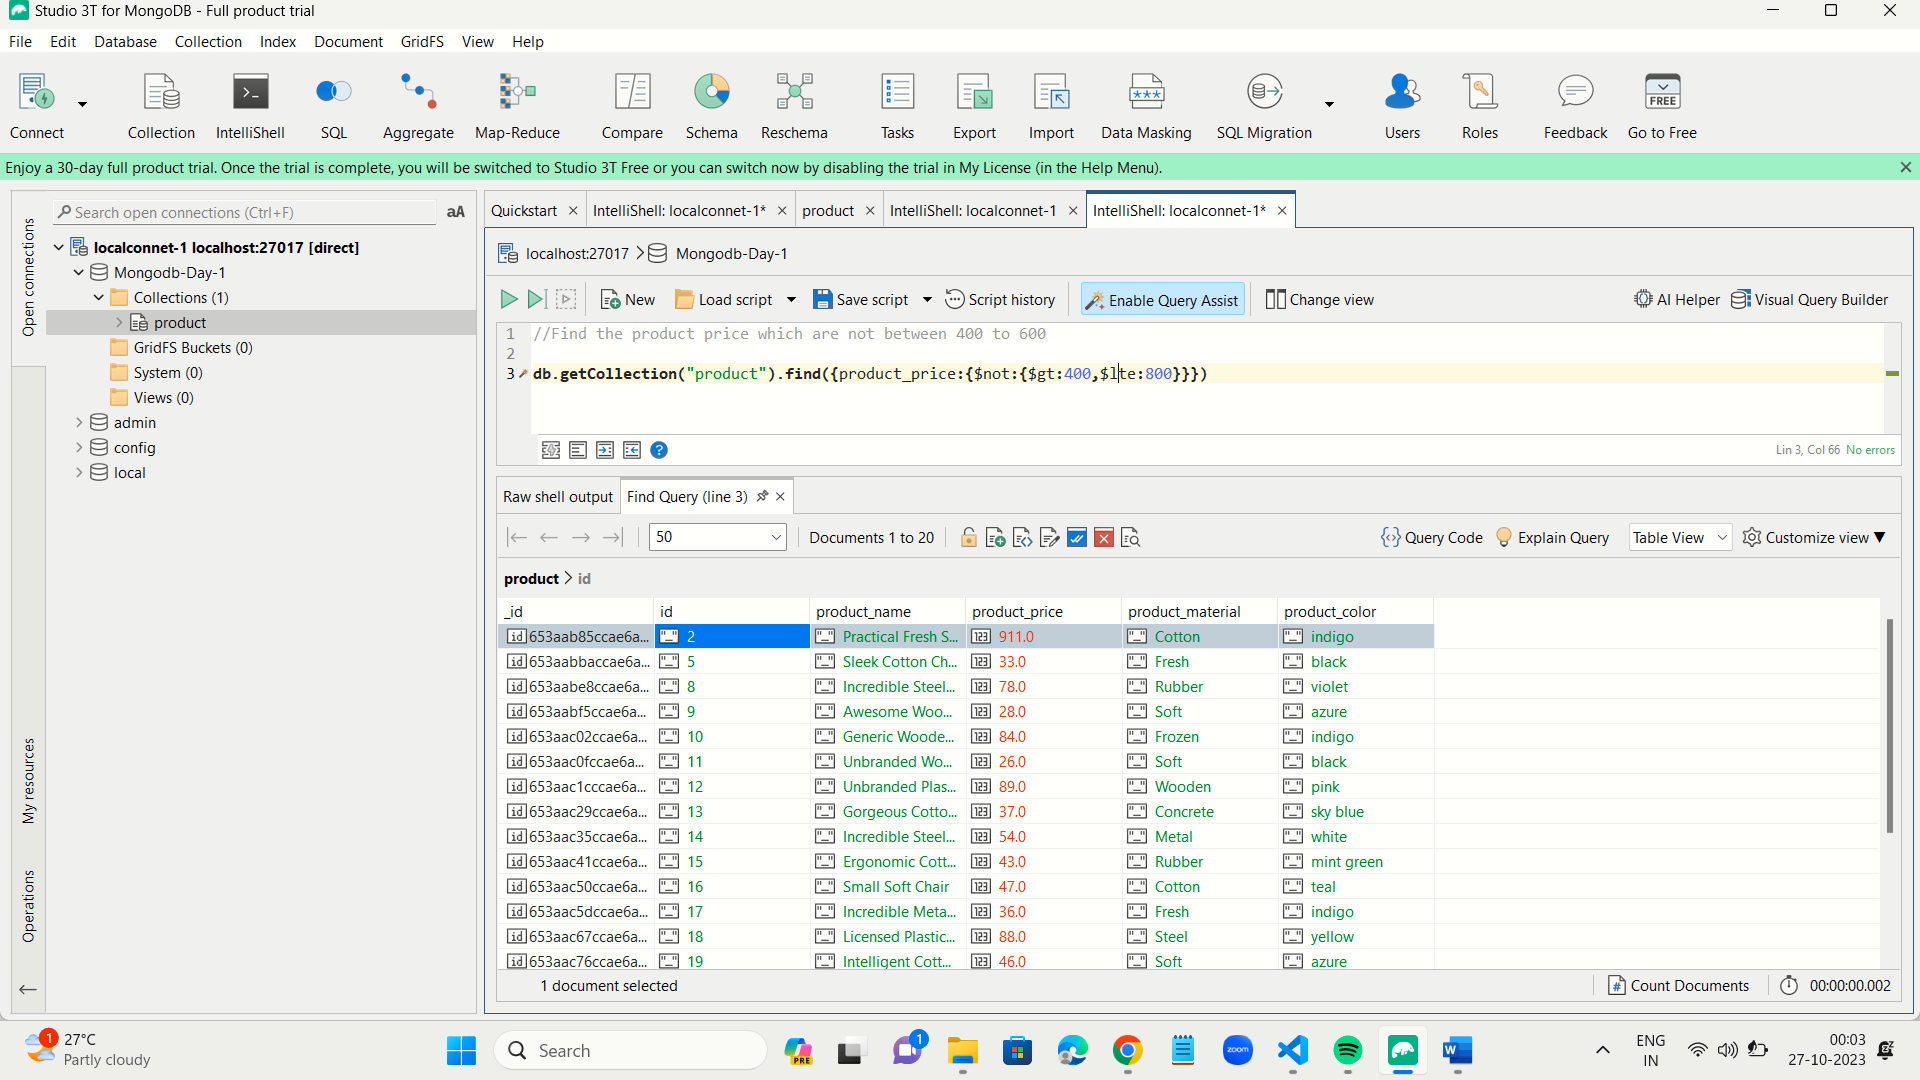 Studio 3T for MongoDB - Full product trial
File Edit Database Collection Index Document GridFS View Help
Connect Collection IntelliShell SQL Aggregate Map-Reduce Compare Schema Reschema Tasks Export Import Data Masking SQL Migration Users Roles Feedback Go to Free
Enjoy a 30-day full product trial. Once the trial is complete, you will be switched to Studio 3T Free or you can switch now by disabling the trial in My License (in the Help Menu).
Open connections
My resources
Operations
Search open connections (Ctrl+F) aA
localconnet-1 localhost:27017 [direct]
Mongodb-Day-1
Collections (1)
product
GridFS Buckets (0)
System (0)
Views (0)
admin
config
local
Quickstart IntelliShell: localconnet-1* product IntelliShell: localconnet-1 IntelliShell: localconnet-1*
localhost:27017 Mongodb-Day-1
New Load script Save script Script history Enable Query Assist Change view AI Helper Visual Query Builder
1 //Find the product price which are not between 400 to 600
2
3 db.getCollection("product").find({product_price:{$not:{$gt:400,$lte:800}}})
Lin 3, Col 66 No errors
Raw shell output Find Query (line 3)
50 Documents 1 to 20 Query Code Explain Query Table View Customize view
product > id
_id id product_name product_price product_material product_color
653aab85ccae6a... 2 Practical Fresh S... 911.0 Cotton indigo
653aabbaccae6a... 5 Sleek Cotton Ch... 33.0 Fresh black
653aabe8ccae6a... 8 Incredible Steel... 78.0 Rubber violet
653aabf5ccae6a... 9 Awesome Woo... 28.0 Soft azure
653aac02ccae6a... 10 Generic Woode... 84.0 Frozen indigo
653aac0fccae6a... 11 Unbranded Wo... 26.0 Soft black
653aac1cccae6a... 12 Unbranded Plas... 89.0 Wooden pink
653aac29ccae6a... 13 Gorgeous Cotto... 37.0 Concrete sky blue
653aac35ccae6a... 14 Incredible Steel... 54.0 Metal white
653aac41ccae6a... 15 Ergonomic Cott... 43.0 Rubber mint green
653aac50ccae6a... 16 Small Soft Chair 47.0 Cotton teal
653aac5dccae6a... 17 Incredible Meta... 36.0 Fresh indigo
653aac67ccae6a... 18 Licensed Plastic... 88.0 Steel yellow
653aac76ccae6a... 19 Intelligent Cott... 46.0 Soft azure
1 document selected Count Documents 00:00:00.002
1 27°C
Partly cloudy
Search
PRE
1
zoom
ENG
IN
00:03
27-10-2023